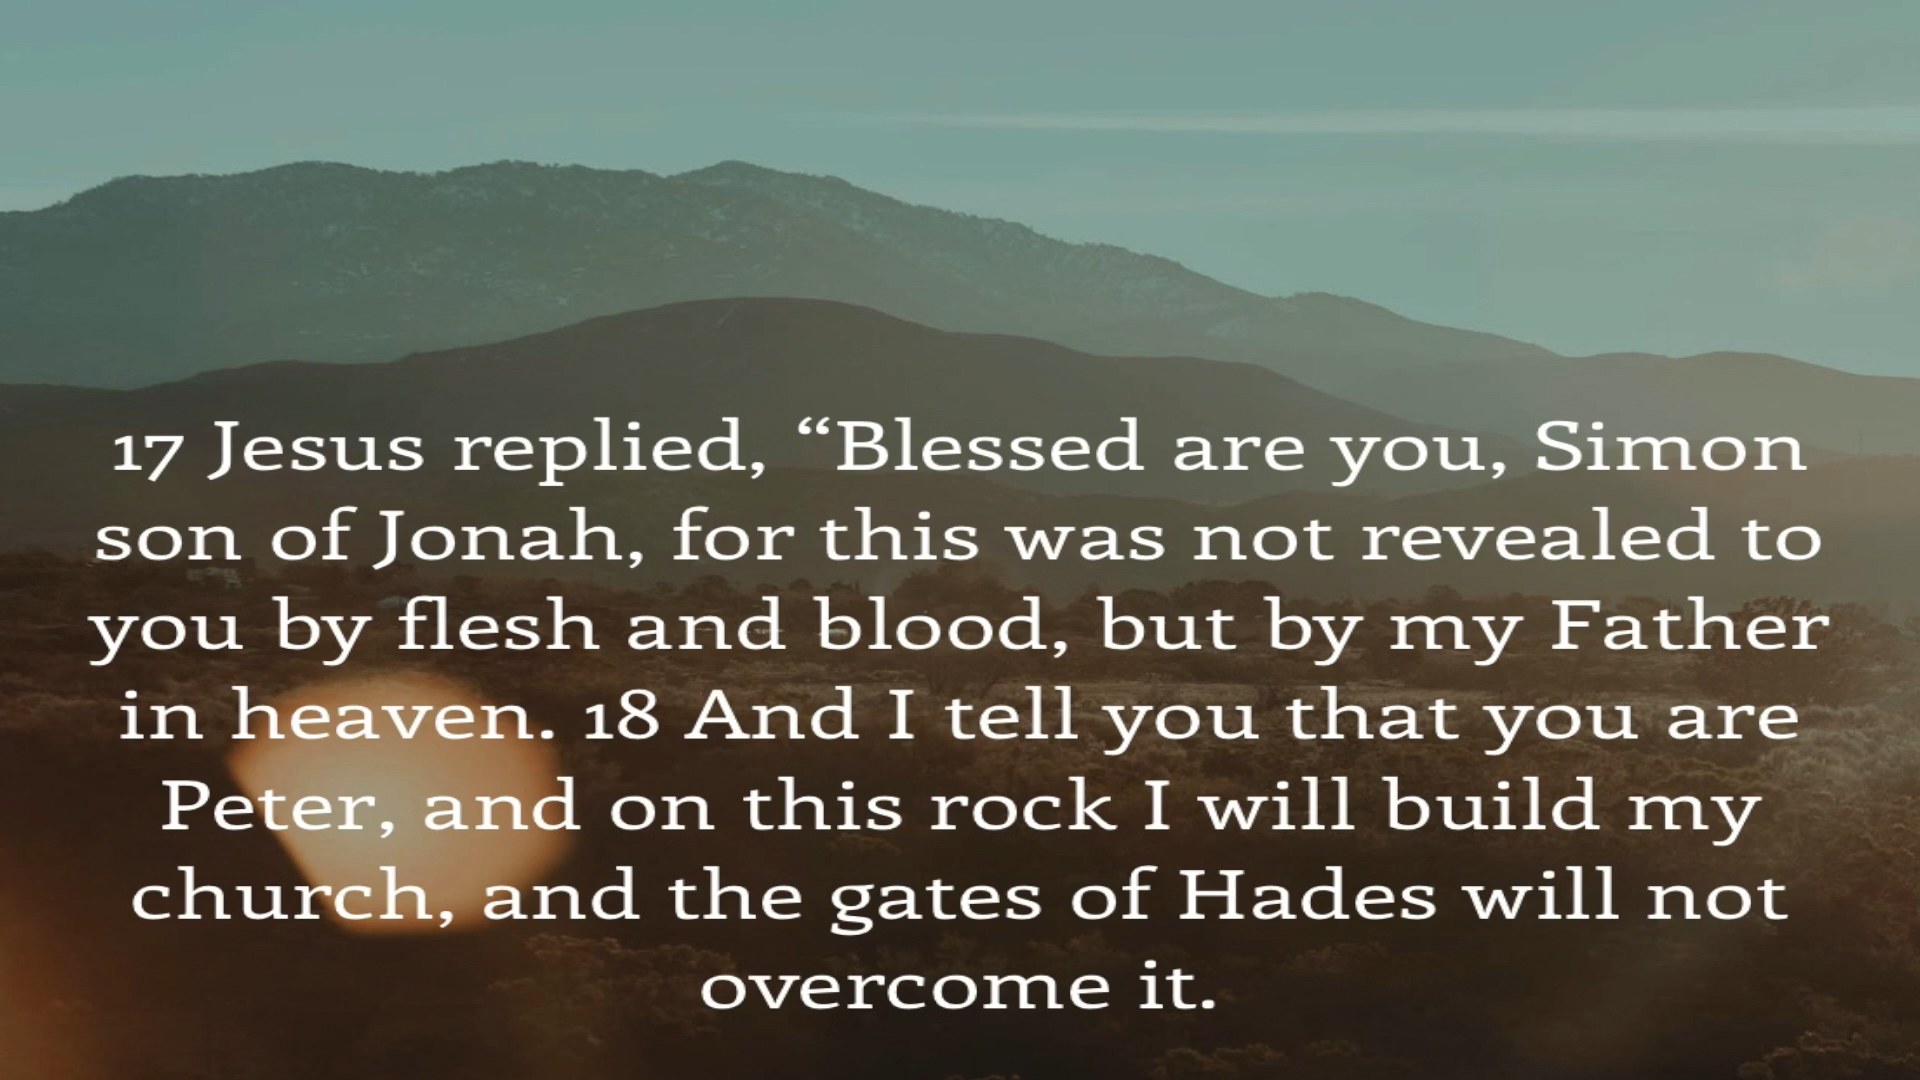 17 Jesus replied, “Blessed are you, Simon
son of Jonah, for this was not revealed to
you by flesh and blood, but by my Father
in heaven. 18 And I tell you that you are
Peter, and on this rock I will build my
church, and the gates of Hades will not
overcome it.